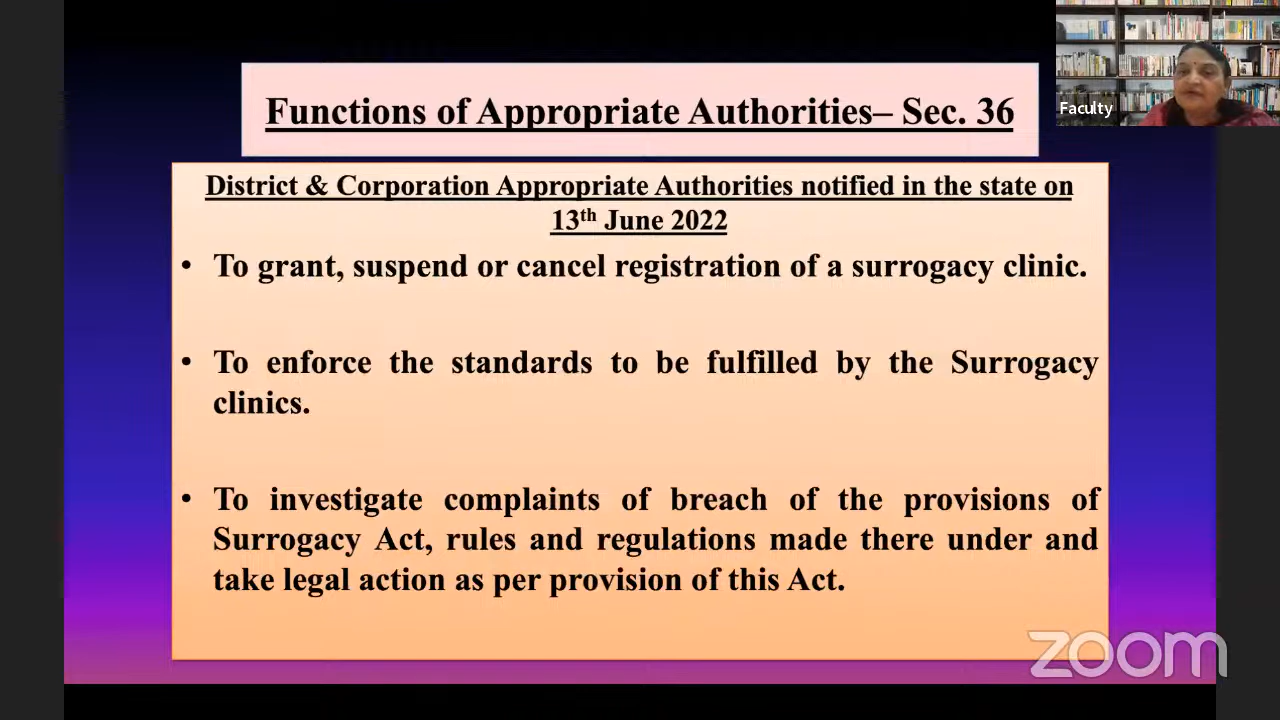 Functions of Appropriate Authorities– Sec. 36
Faculty
District & Corporation Appropriate Authorities notified in the state on
13th June 2022
• To grant, suspend or cancel registration of a surrogacy clinic.
• To enforce the standards to be fulfilled by the Surrogacy
clinics.
• To investigate complaints of breach of the provisions of
Surrogacy Act, rules and regulations made there under and
take legal action as per provision of this Act.
zoom